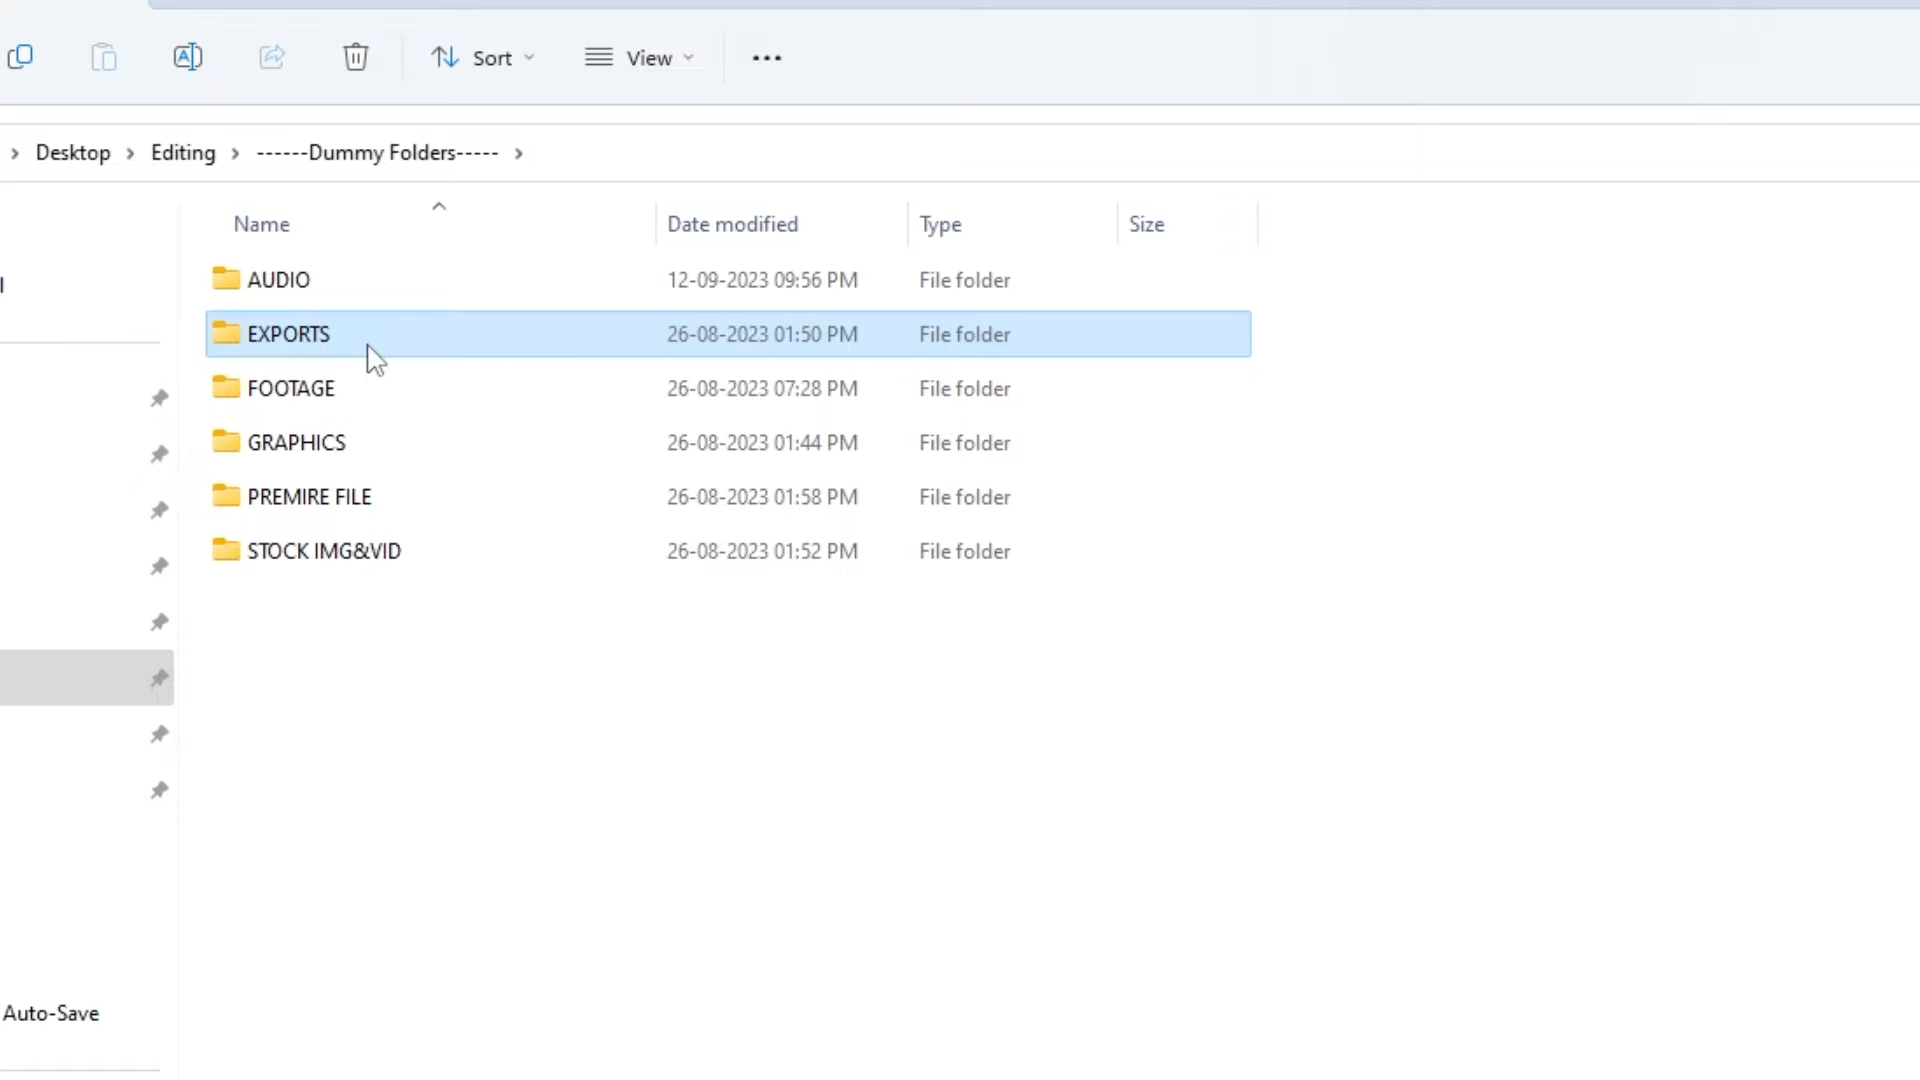 Sort View
Desktop > Editing > ------Dummy Folders----- >
Name Date modified Type Size
AUDIO 12-09-2023 09:56 PM File folder
EXPORTS 26-08-2023 01:50 PM File folder
FOOTAGE 26-08-2023 07:28 PM File folder
GRAPHICS 26-08-2023 01:44 PM File folder
PREMIRE FILE 26-08-2023 01:58 PM File folder
STOCK IMG&VID 26-08-2023 01:52 PM File folder
Auto-Save